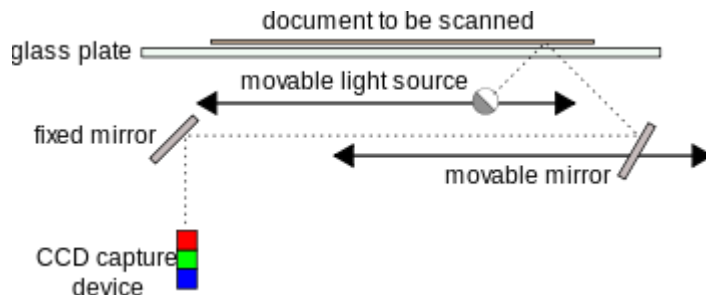 document to be scanned
glass plate
movable light source
fixed mirror
movable mirror
CCD capture
device